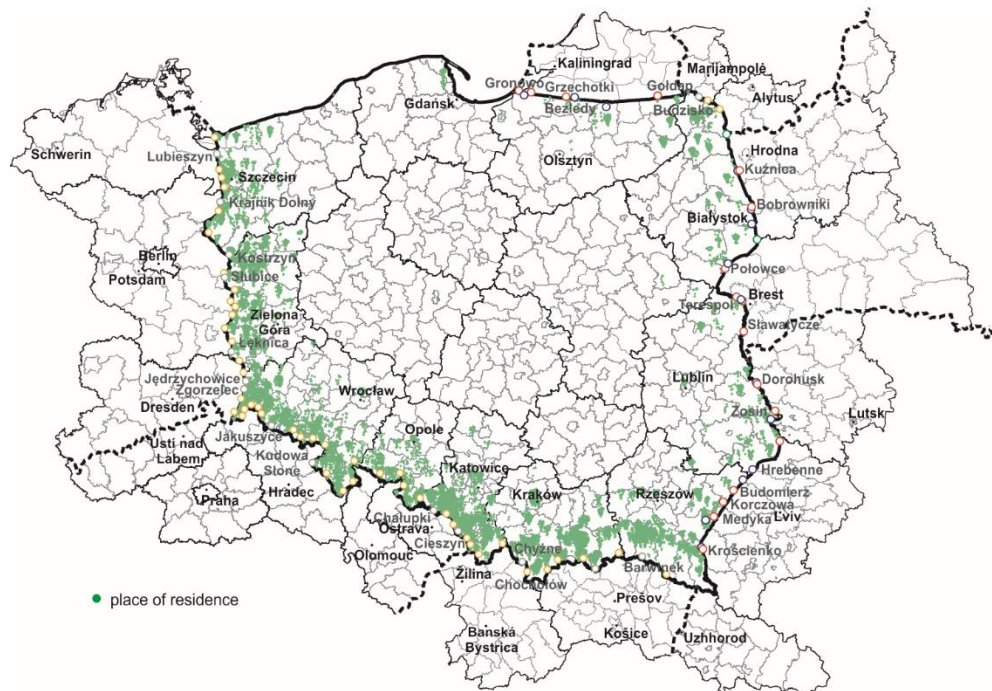 Kaliningrad
Marijampolė
Gronowo
Grzechotki
Gołdap
Gdańsk
Bezledy
Budzisko
Alytus
Schwerin
Lubieszyn
Olsztyn
Hrodna
Kuźnica
Szczecin
Krajnik Dolny
Bobrowniki
Białystok
Berlin
Kostrzyn
Połowce
Potsdam
Słubice
Brest
Terespol
Zielona
Góra
Sławatycze
Łęknica
Jędrzychowice
Wrocław
Lublin
Dorohusk
Zgorzelec
Dresden
Zosin
Lutsk
Jakuszyce
Opole
Ustí nad
Labem
Kudowa
Słone
Katowice
Hrebenne
Praha
Hradec
Kraków
Rzeszów
Budomierz
Korczowa
Chałupki
Medyka
Lviv
Ostrava
Cieszyn
Chyżne
Krościenko
Olomouc
Žilina
Chochołów
Barwinek
place of residence
Prešov
Banská
Bystrica
Košice
Uzhhorod